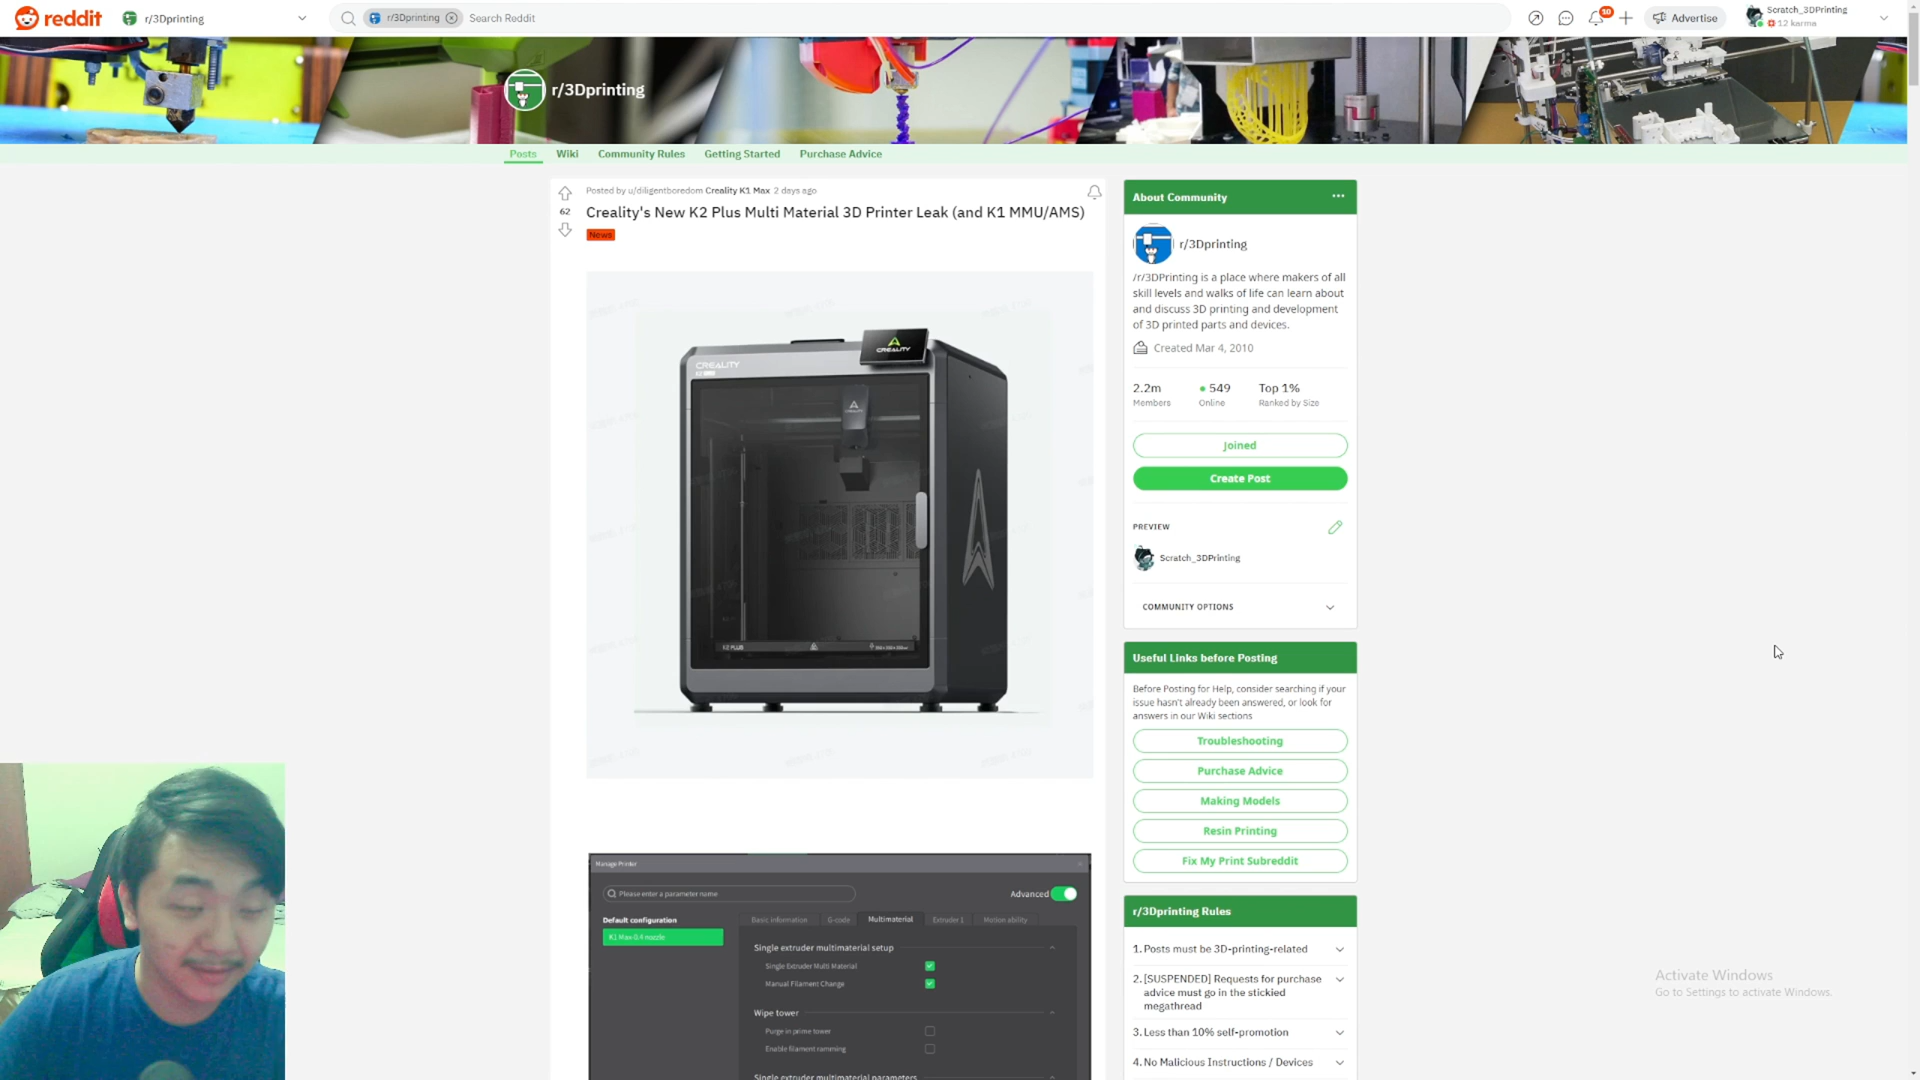 reddit
r/3Dprinting
r/3Dprinting
Search Reddit
10
Advertise
Scratch_3DPrinting
12 karma
r/3Dprinting
Posts
Wiki
Community Rules
Getting Started
Purchase Advice
Posted by u/diligentboredom Creality K1 Max 2 days ago
62
Creality's New K2 Plus Multi Material 3D Printer Leak (and K1 MMU/AMS)
News
CREALITY
CREALITY
K2
CREALITY
K2 PLUS
Manage Printer
Please enter a parameter name
Advanced
Default configuration
K1 Max-0.4 nozzle
Basic information
G-code
Multimaterial
Extruder 1
Motion ability
Single extruder multimaterial setup
Single Extruder Multi Material
Manual Filament Change
Wipe tower
Purge in prime tower
Enable filament ramming
Single extruder multimaterial parameters
About Community
r/3Dprinting
/r/3DPrinting is a place where makers of all
skill levels and walks of life can learn about
and discuss 3D printing and development
of 3D printed parts and devices.
Created Mar 4, 2010
2.2m
Members
549
Online
Top 1%
Ranked by Size
Joined
Create Post
PREVIEW
Scratch_3DPrinting
COMMUNITY OPTIONS
Useful Links before Posting
Before Posting for Help, consider searching if your
issue hasn't already been answered, or look for
answers in our Wiki sections
Troubleshooting
Purchase Advice
Making Models
Resin Printing
Fix My Print Subreddit
r/3Dprinting Rules
1. Posts must be 3D-printing-related
2. [SUSPENDED] Requests for purchase
advice must go in the stickied
megathread
3. Less than 10% self-promotion
4. No Malicious Instructions / Devices
Activate Windows
Go to Settings to activate Windows.